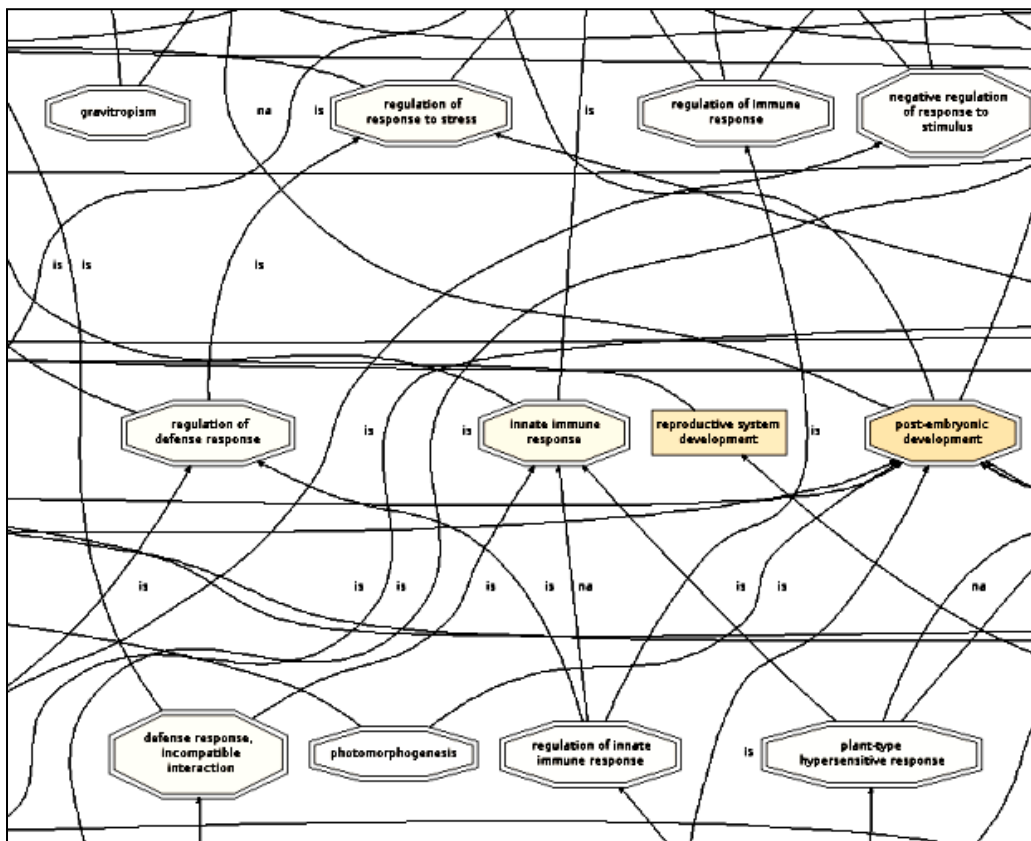 gravitropism
na
is
regulation of
response to stress
is
regulation of immune
response
negative regulation
of response to
stimulus
is
is
is
regulation of
defense response
is
is
innate immune
response
reproductive system
development
is
post-embryonic
development
is
is
is
is
is
na
is
is
na
defense response,
incompatible
interaction
photomorphogenesis
regulation of innate
immune response
is
plant-type
hypersensitive response